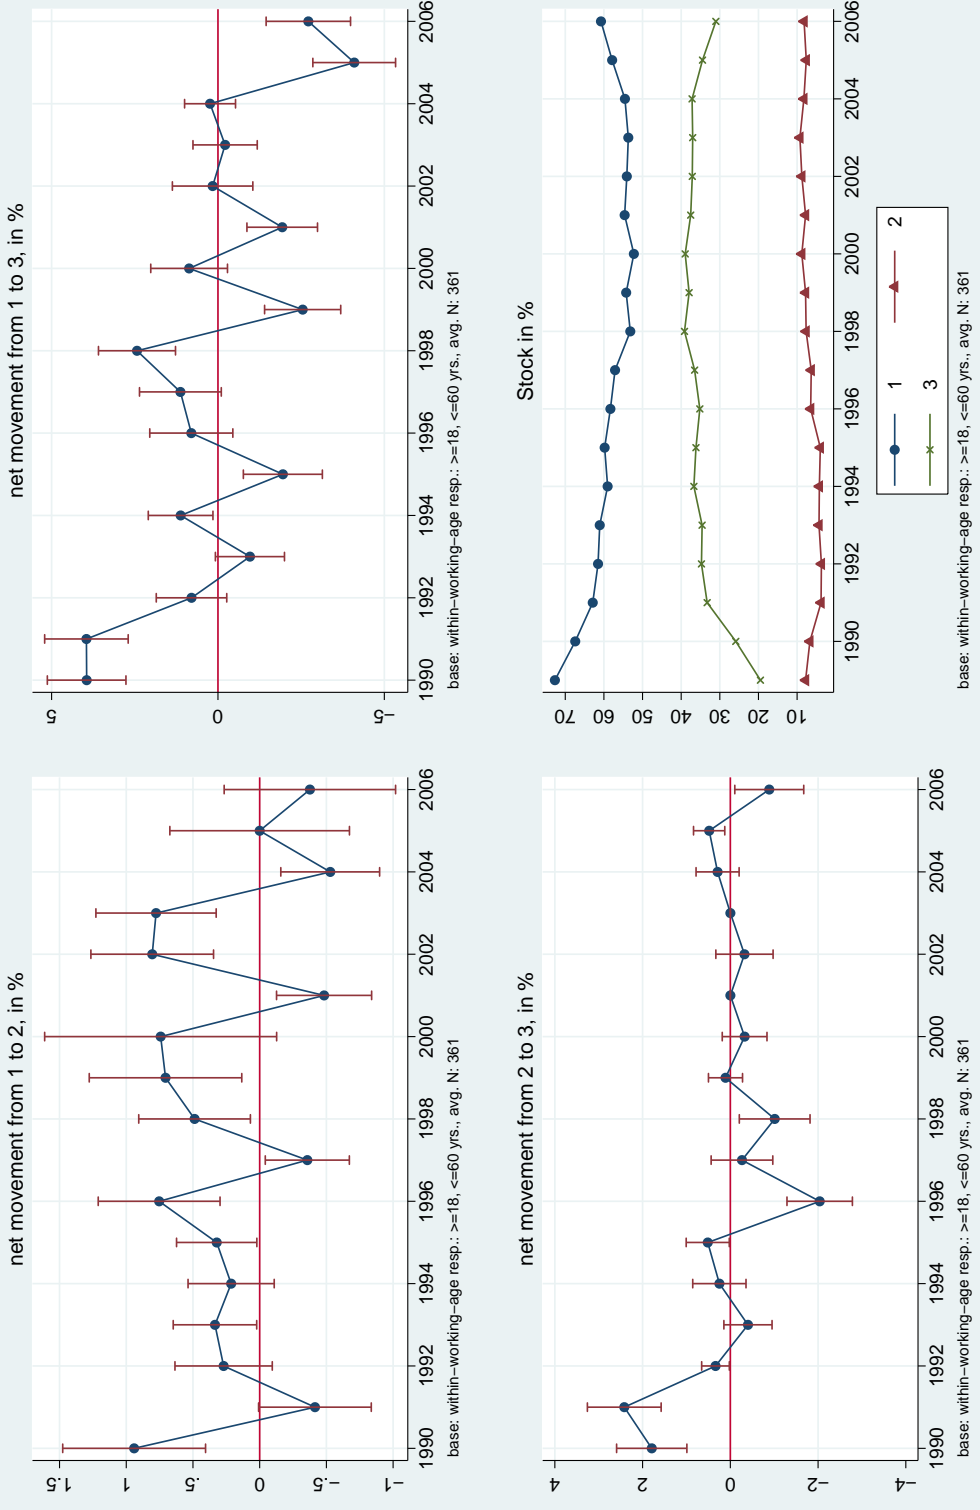 net movement from 1 to 2, in %
1.5
1
.5
0
−.5
−1
1990 1992 1994 1996 1998 2000 2002 2004 2006
base: within−working−age resp.: >=18, <=60 yrs., avg. N: 361
net movement from 1 to 3, in %
5
0
−5
1990 1992 1994 1996 1998 2000 2002 2004 2006
base: within−working−age resp.: >=18, <=60 yrs., avg. N: 361
net movement from 2 to 3, in %
4
2
0
−2
−4
1990 1992 1994 1996 1998 2000 2002 2004 2006
base: within−working−age resp.: >=18, <=60 yrs., avg. N: 361
Stock in %
70
60
50
40
30
20
10
1990 1992 1994 1996 1998 2000 2002 2004 2006
1 2
3
base: within−working−age resp.: >=18, <=60 yrs., avg. N: 361